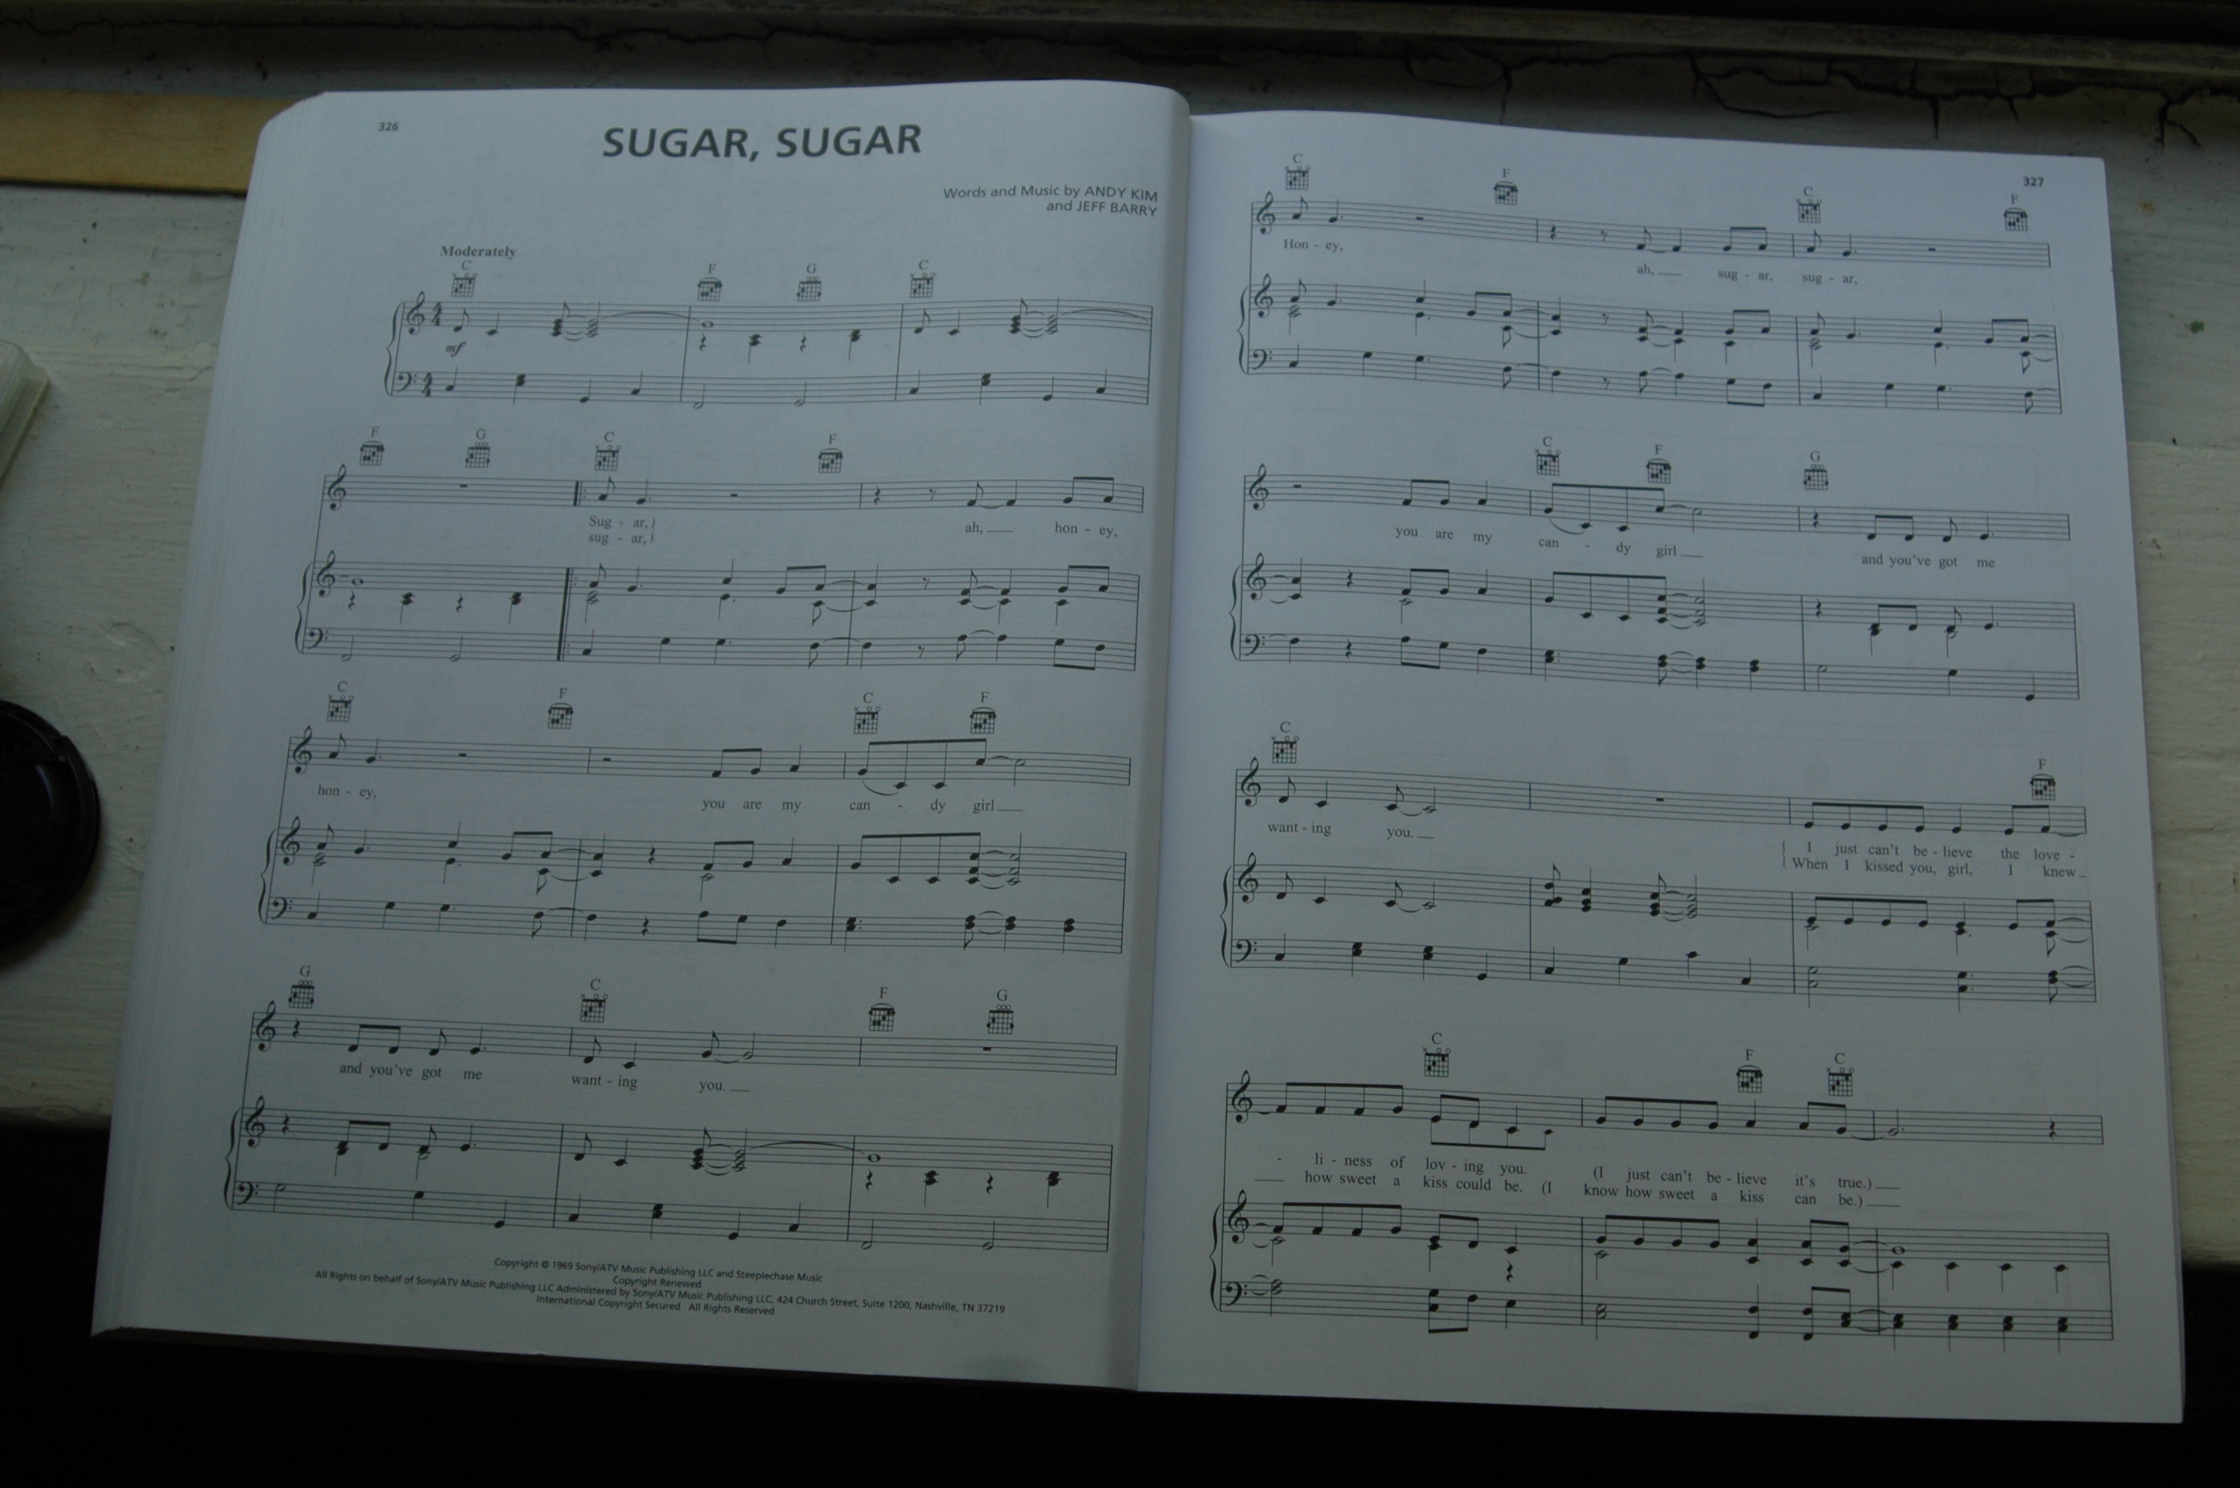 326
SUGAR, SUGAR
Words and Music by ANDY KIM
and JEFF BARRY
Moderately
C F G C
mf
F G C F
Sug - ar, ah, hon - ey,
sug - ar,
C F C F
hon - ey, you are my can - dy girl
G C F G
and you've got me want - ing you.
Copyright © 1969 Sony/ATV Music Publishing LLC and Steeplechase Music
Copyright Renewed
All Rights on behalf of Sony/ATV Music Publishing LLC Administered by Sony/ATV Music Publishing LLC, 424 Church Street, Suite 1200, Nashville, TN 37219
International Copyright Secured All Rights Reserved
327
C F C F
Hon - ey, ah, sug - ar, sug - ar,
C F G
you are my can - dy girl and you've got me
C F
want - ing you. I just can't be - lieve the love -
When I kissed you, girl, I knew
C F C
- li - ness of lov - ing you. (I just can't be - lieve it's true.)
how sweet a kiss could be. (I know how sweet a kiss can be.)